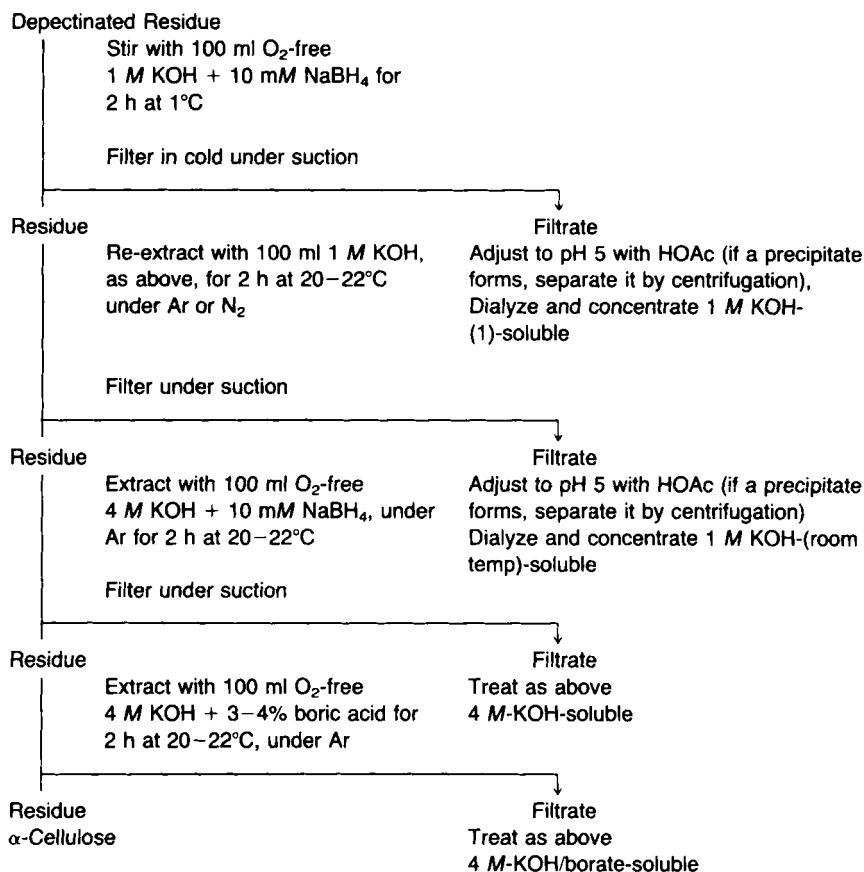 Depectinated Residue
Stir with 100 ml O₂-free
1 M KOH + 10 mM NaBH₄ for
2 h at 1°C
Filter in cold under suction
Residue
Re-extract with 100 ml 1 M KOH,
as above, for 2 h at 20–22°C
under Ar or N₂
Filter under suction
Filtrate
Adjust to pH 5 with HOAc (if a precipitate
forms, separate it by centrifugation),
Dialyze and concentrate 1 M KOH-
(1)-soluble
Residue
Extract with 100 ml O₂-free
4 M KOH + 10 mM NaBH₄, under
Ar for 2 h at 20–22°C
Filter under suction
Filtrate
Adjust to pH 5 with HOAc (if a precipitate
forms, separate it by centrifugation)
Dialyze and concentrate 1 M KOH-(room
temp)-soluble
Residue
Extract with 100 ml O₂-free
4 M KOH + 3–4% boric acid for
2 h at 20–22°C, under Ar
Filtrate
Treat as above
4 M-KOH-soluble
Residue
α-Cellulose
Filtrate
Treat as above
4 M-KOH/borate-soluble